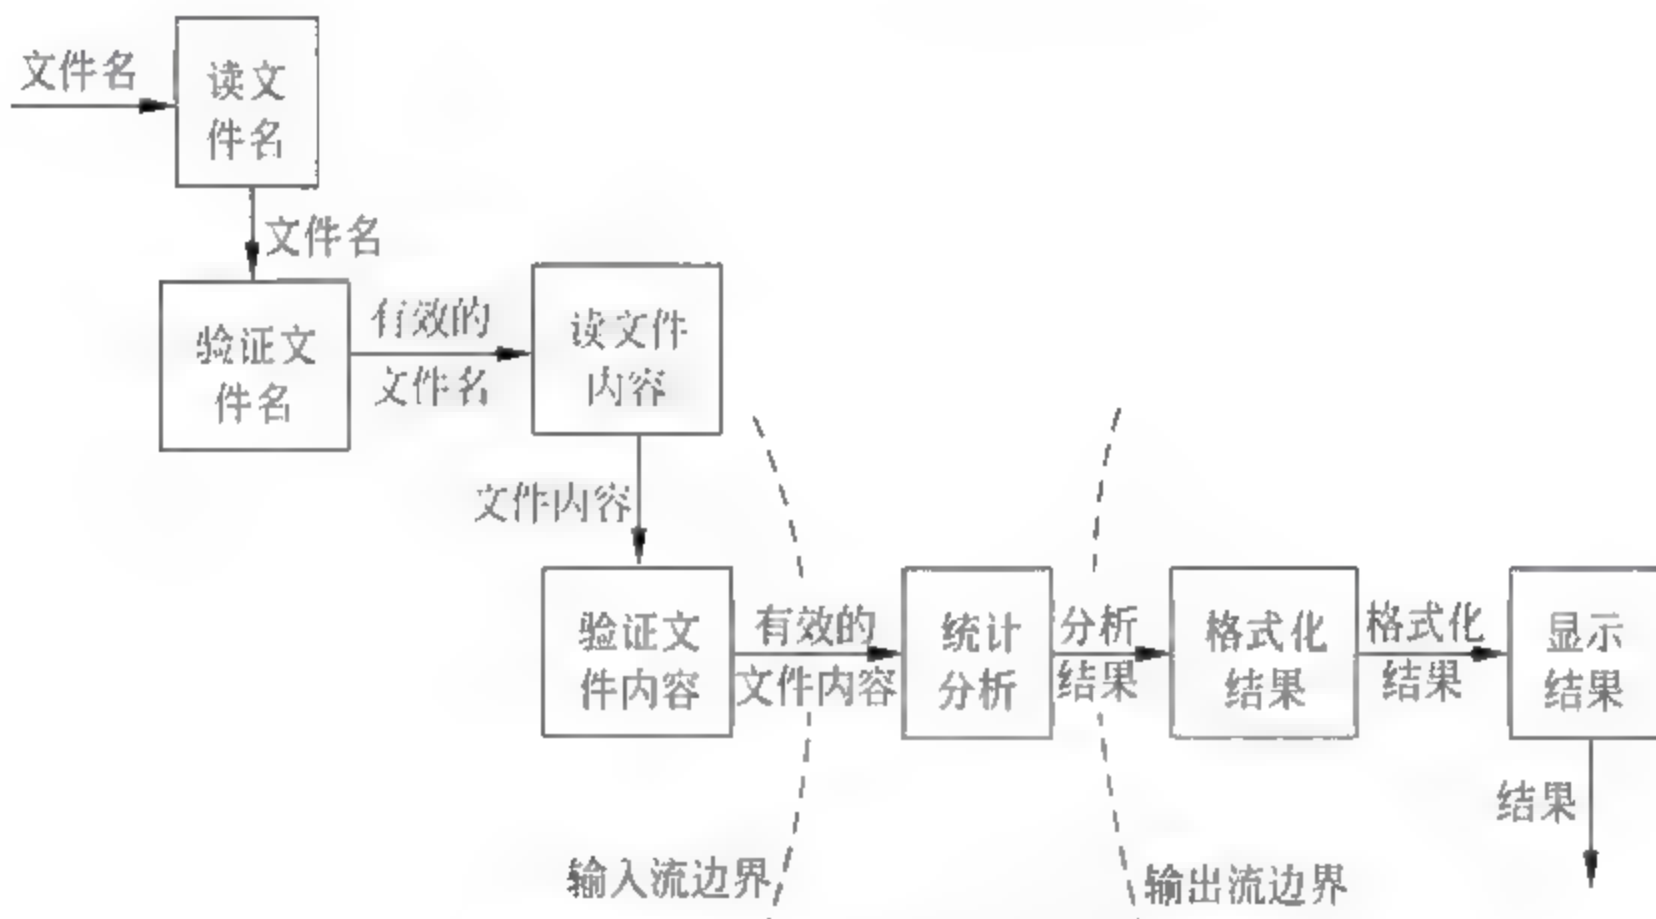 文件名
读文
件名
文件名
验证文
件名
有效的
文件名
读文件
内容
文件内容
验证文
件内容
有效的
文件内容
统计
分析
分析
结果
格式化
结果
格式化
结果
显示
结果
结果
输入流边界
输出流边界